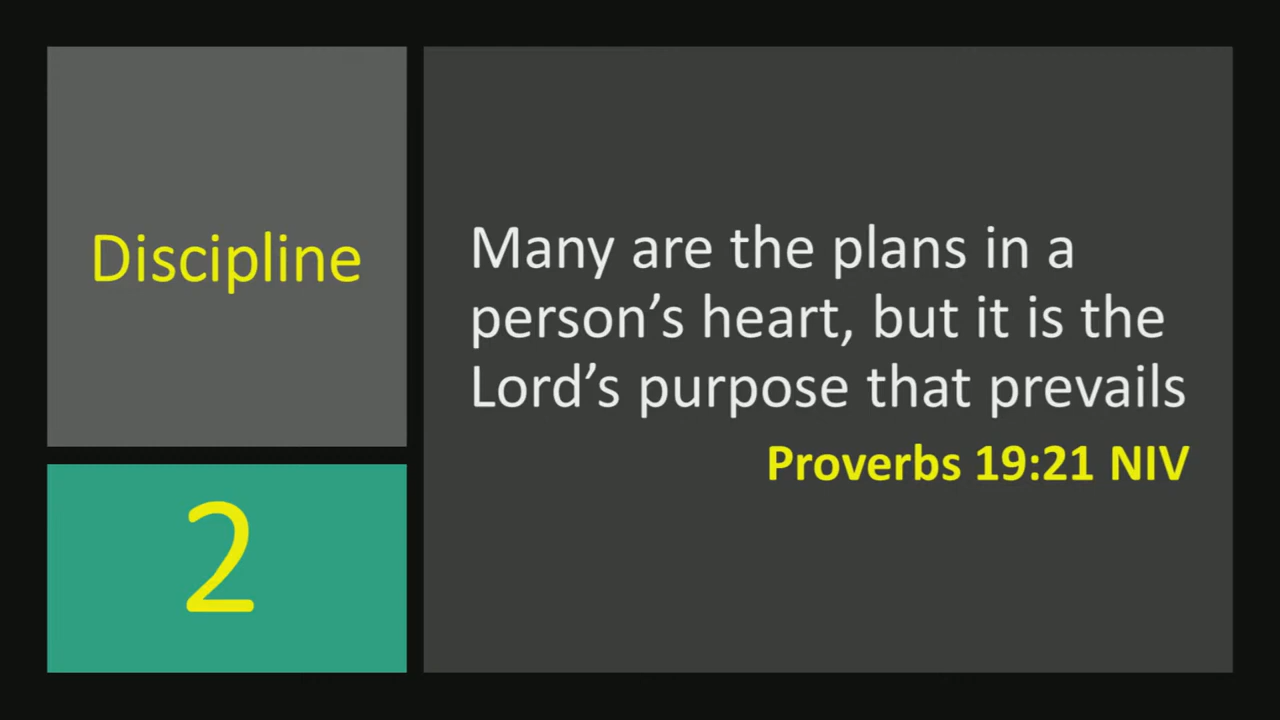 Discipline
2
Many are the plans in a
person’s heart, but it is the
Lord’s purpose that prevails
Proverbs 19:21 NIV